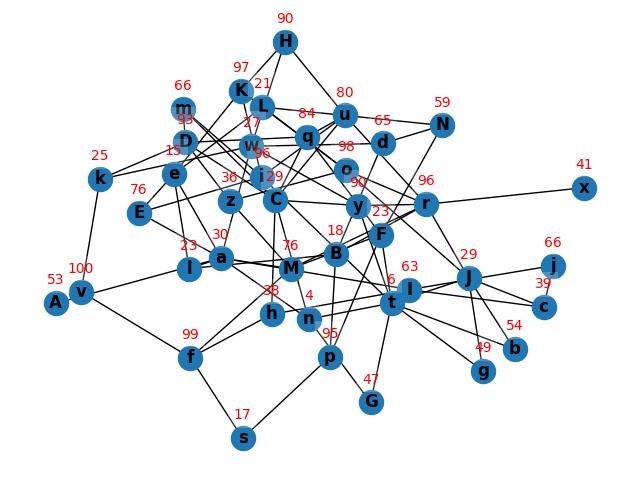 90
H
97
K
21
L
66
m
80
u
84
q
59
N
93
D
27
w
65
d
15
e
25
k
96
i
98
o
41
x
76
E
36
z
29
C
90
y
96
r
23
F
23
l
30
a
76
M
18
B
66
j
29
J
63
I
6
t
39
c
53
A
100
v
38
h
4
n
54
b
99
f
95
p
49
g
47
G
17
s